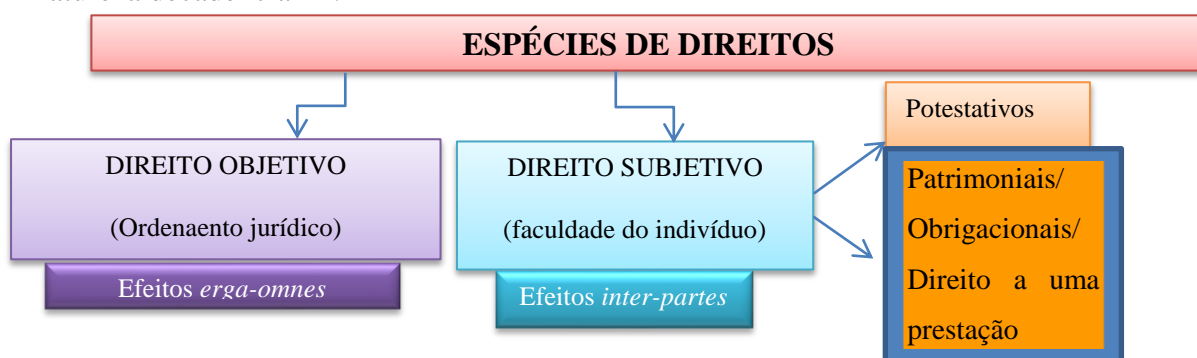 ESPÉCIES DE DIREITOS
DIREITO OBJETIVO
(Ordenaento jurídico)
Efeitos erga-omnes
DIREITO SUBJETIVO
(faculdade do indivíduo)
Efeitos inter-partes
Potestativos
Patrimoniais/
Obrigacionais/
Direito a uma
prestação